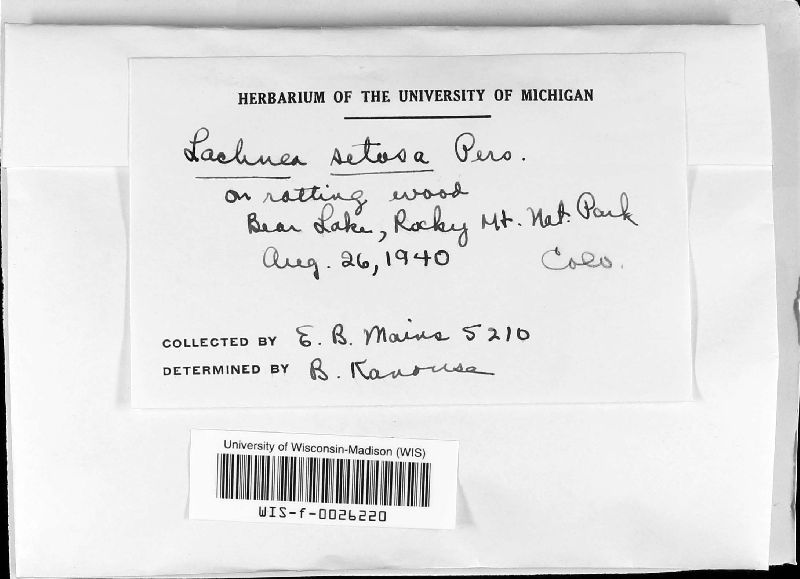 HERBARIUM OF THE UNIVERSITY OF MICHIGAN
Lachnea setosa Pers.
on rotting wood
Bear Lake, Rocky Mt. Nat. Park
Aug. 26, 1940 Colo.
COLLECTED BY E. B. Mains 5210
DETERMINED BY B. Kanouse
University of Wisconsin-Madison (WIS)
WIS-f-0026220